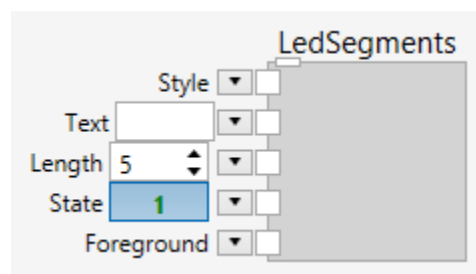 LedSegments
Style
Text
Length 5
State 1
Foreground